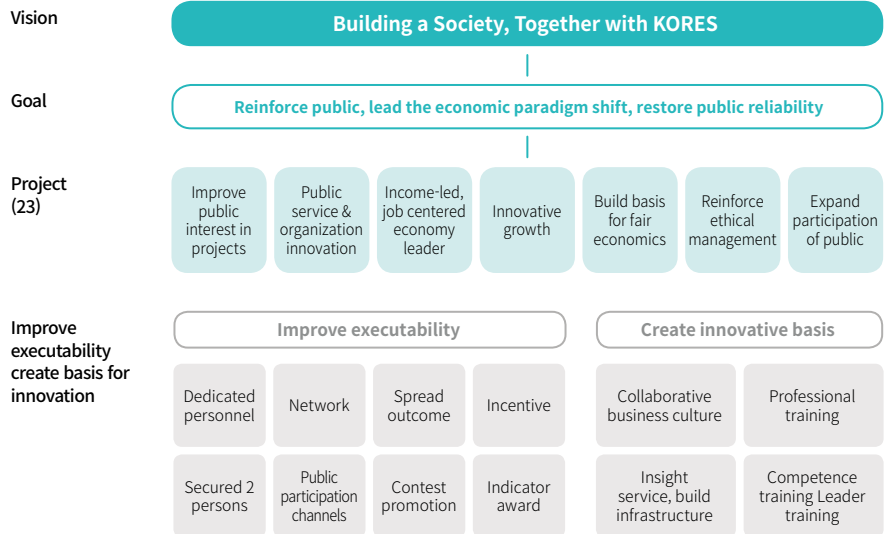 Vision
Building a Society, Together with KORES
Goal
Reinforce public, lead the economic paradigm shift, restore public reliability
Project
(23)
Improve
public
interest in
projects
Public
service &
organization
innovation
Income-led,
job centered
economy
leader
Innovative
growth
Build basis
for fair
economics
Reinforce
ethical
management
Expand
participation
of public
Improve
executability
create basis for
innovation
Improve executability
Create innovative basis
Dedicated
personnel
Network
Spread
outcome
Incentive
Collaborative
business culture
Professional
training
Secured 2
persons
Public
participation
channels
Contest
promotion
Indicator
award
Insight
service, build
infrastructure
Competence
training Leader
training